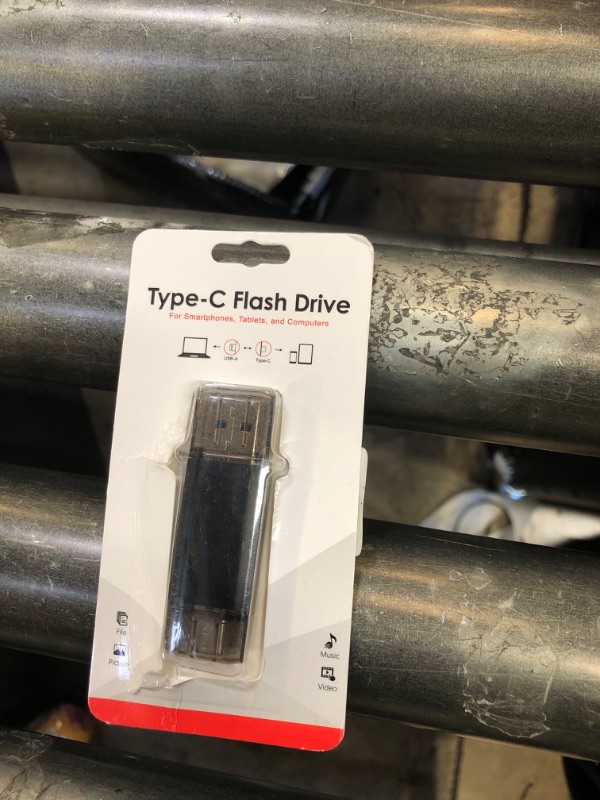 Type-C Flash Drive
For Smartphones, Tablets, and Computers
USB-A Type-C
File
Music
Picture
Video